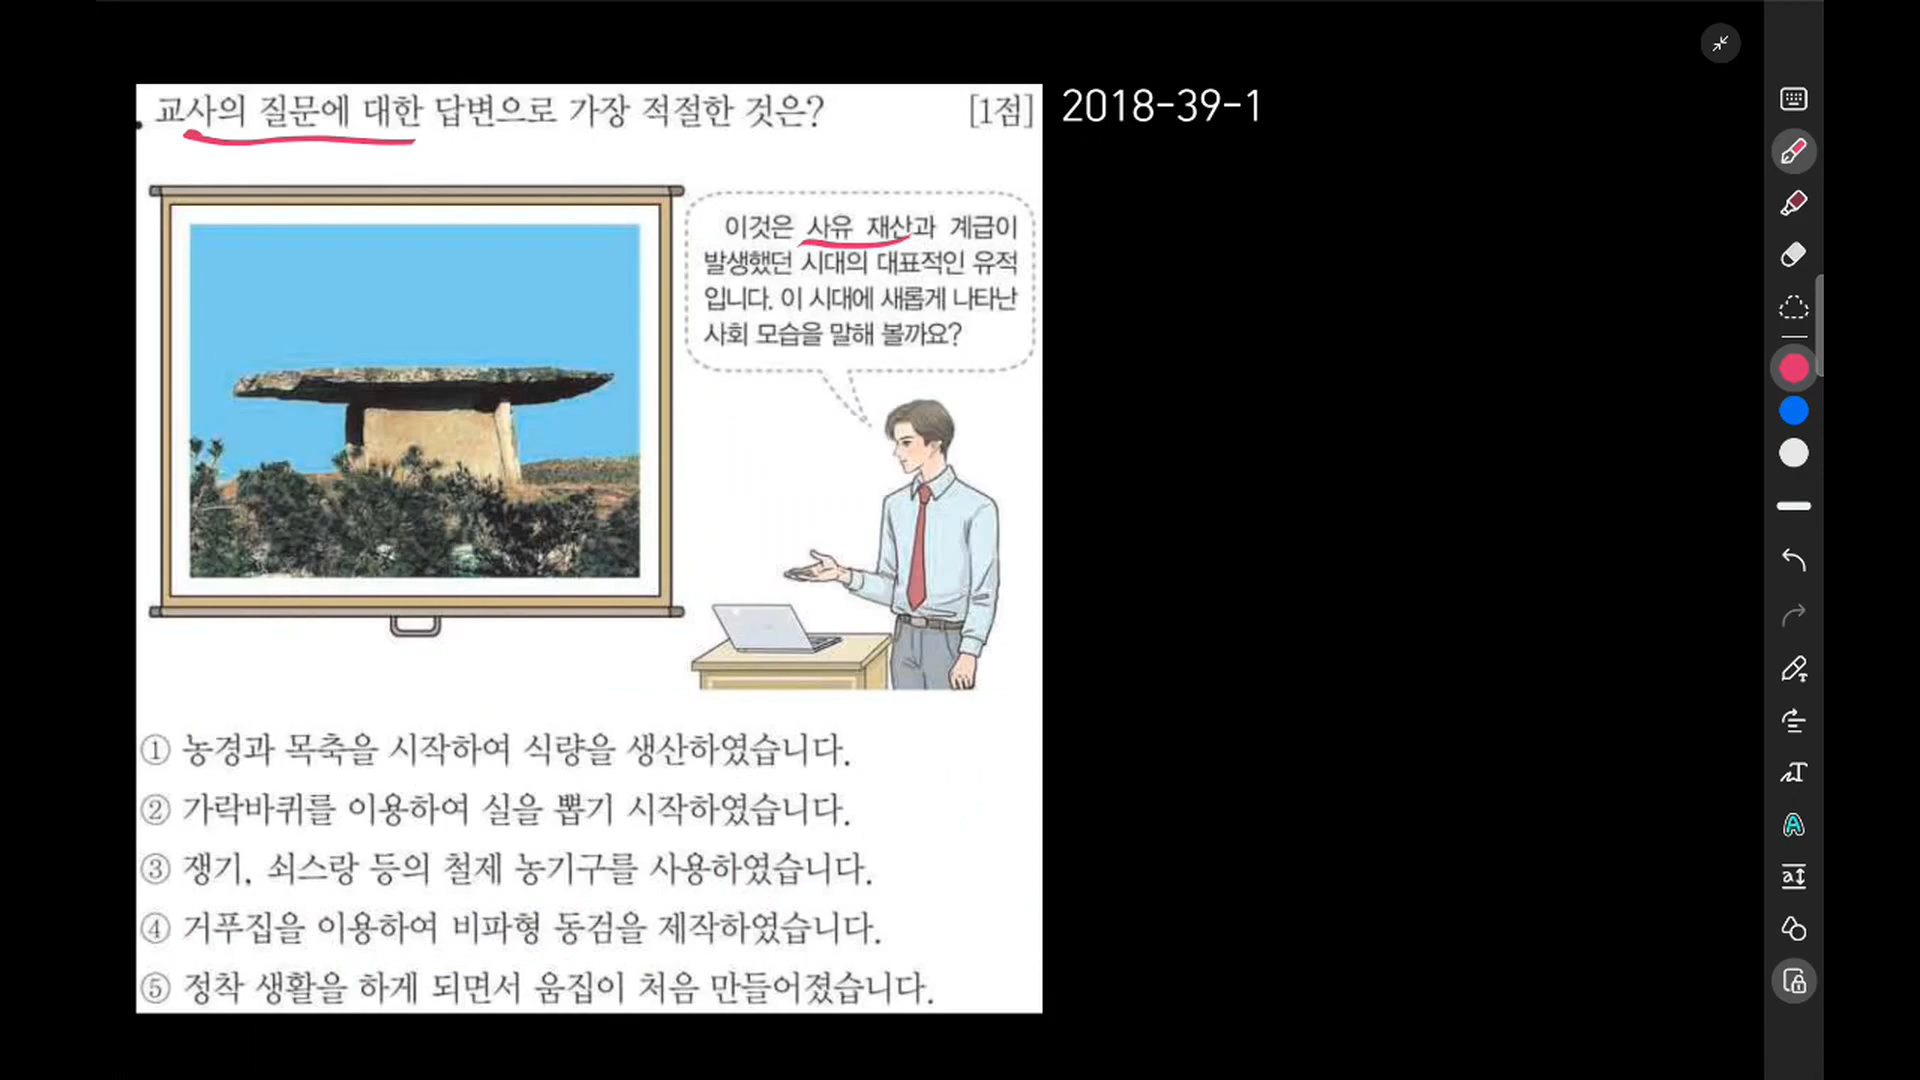 교사의 질문에 대한 답변으로 가장 적절한 것은? [1점]
2018-39-1
이것은 사유 재산과 계급이
발생했던 시대의 대표적인 유적
입니다. 이 시대에 새롭게 나타난
사회 모습을 말해 볼까요?
① 농경과 목축을 시작하여 식량을 생산하였습니다.
② 가락바퀴를 이용하여 실을 뽑기 시작하였습니다.
③ 쟁기, 쇠스랑 등의 철제 농기구를 사용하였습니다.
④ 거푸집을 이용하여 비파형 동검을 제작하였습니다.
⑤ 정착 생활을 하게 되면서 움집이 처음 만들어졌습니다.